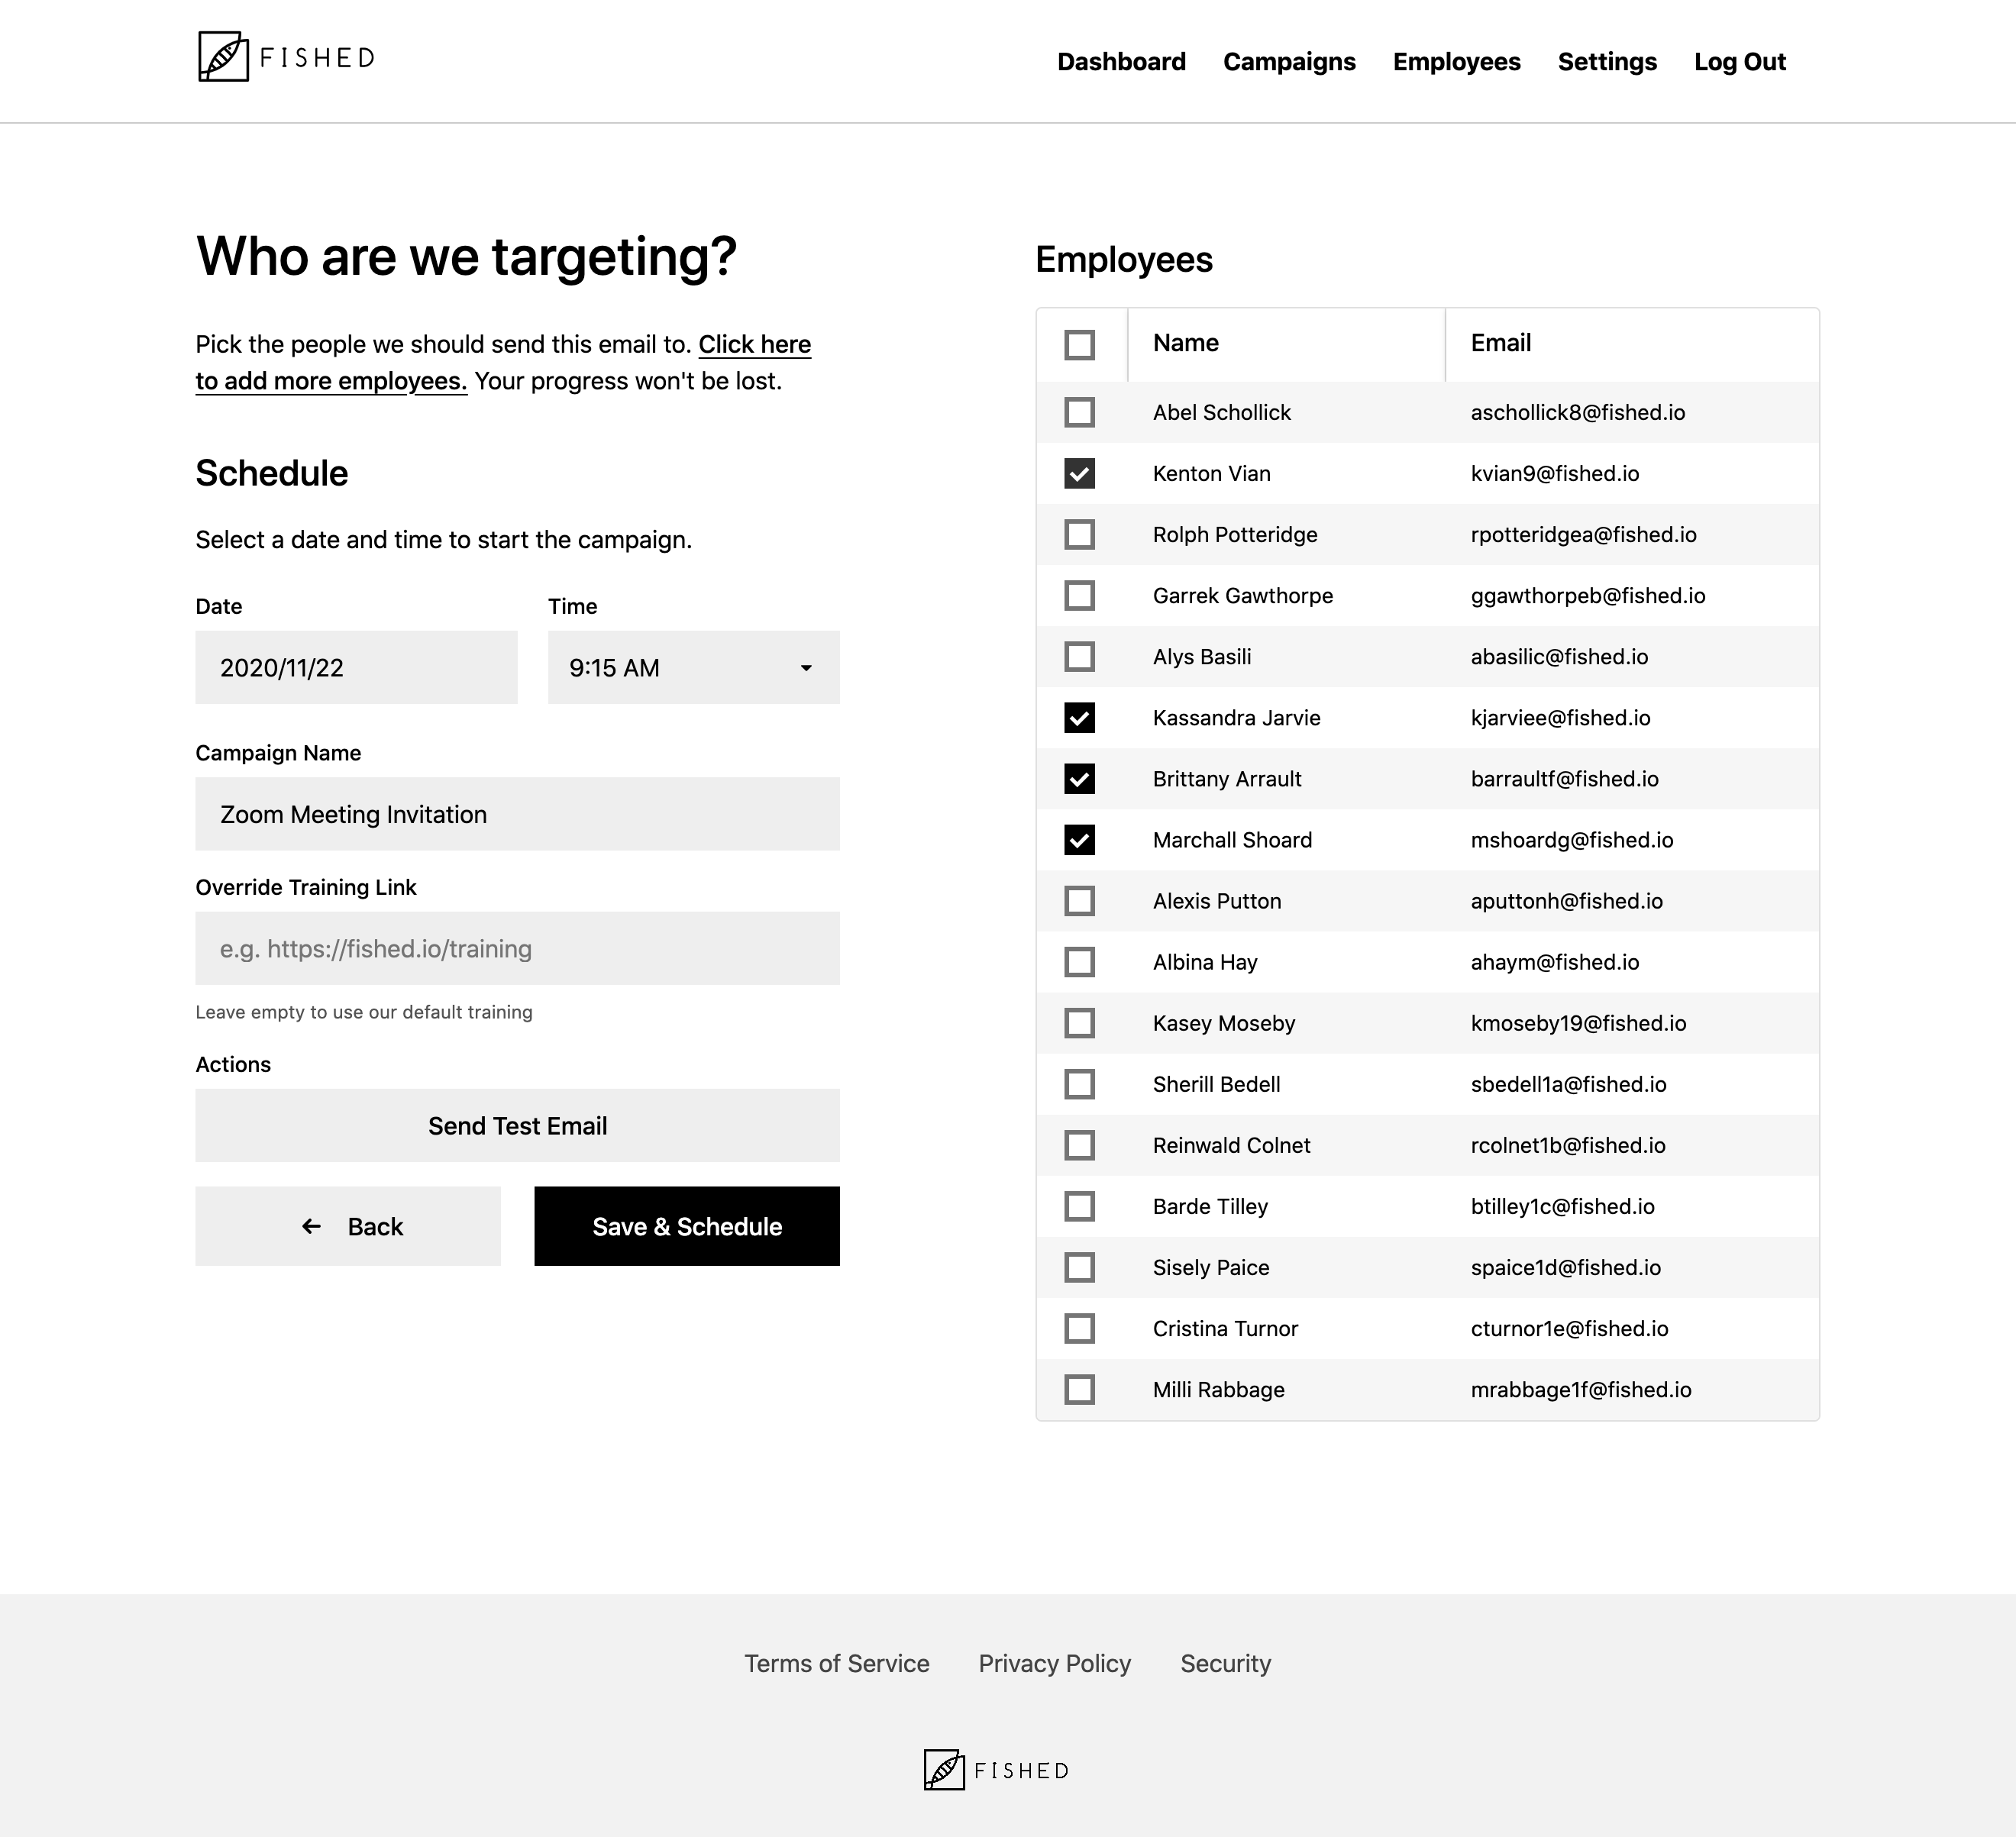 FISHED
Dashboard Campaigns Employees Settings Log Out
Who are we targeting?
Pick the people we should send this email to. Click here
to add more employees. Your progress won't be lost.
Schedule
Select a date and time to start the campaign.
Date Time
2020/11/22 9:15 AM
Campaign Name
Zoom Meeting Invitation
Override Training Link
e.g. https://fished.io/training
Leave empty to use our default training
Actions
Send Test Email
Back Save & Schedule
Employees
Name Email
Abel Schollick aschollick8@fished.io
Kenton Vian kvian9@fished.io
Rolph Potteridge rpotteridgea@fished.io
Garrek Gawthorpe ggawthorpeb@fished.io
Alys Basili abasilic@fished.io
Kassandra Jarvie kjarviee@fished.io
Brittany Arrault barraultf@fished.io
Marchall Shoard mshoardg@fished.io
Alexis Putton aputtonh@fished.io
Albina Hay ahaym@fished.io
Kasey Moseby kmoseby19@fished.io
Sherill Bedell sbedell1a@fished.io
Reinwald Colnet rcolnet1b@fished.io
Barde Tilley btilley1c@fished.io
Sisely Paice spaice1d@fished.io
Cristina Turnor cturnor1e@fished.io
Milli Rabbage mrabbage1f@fished.io
Terms of Service Privacy Policy Security
FISHED